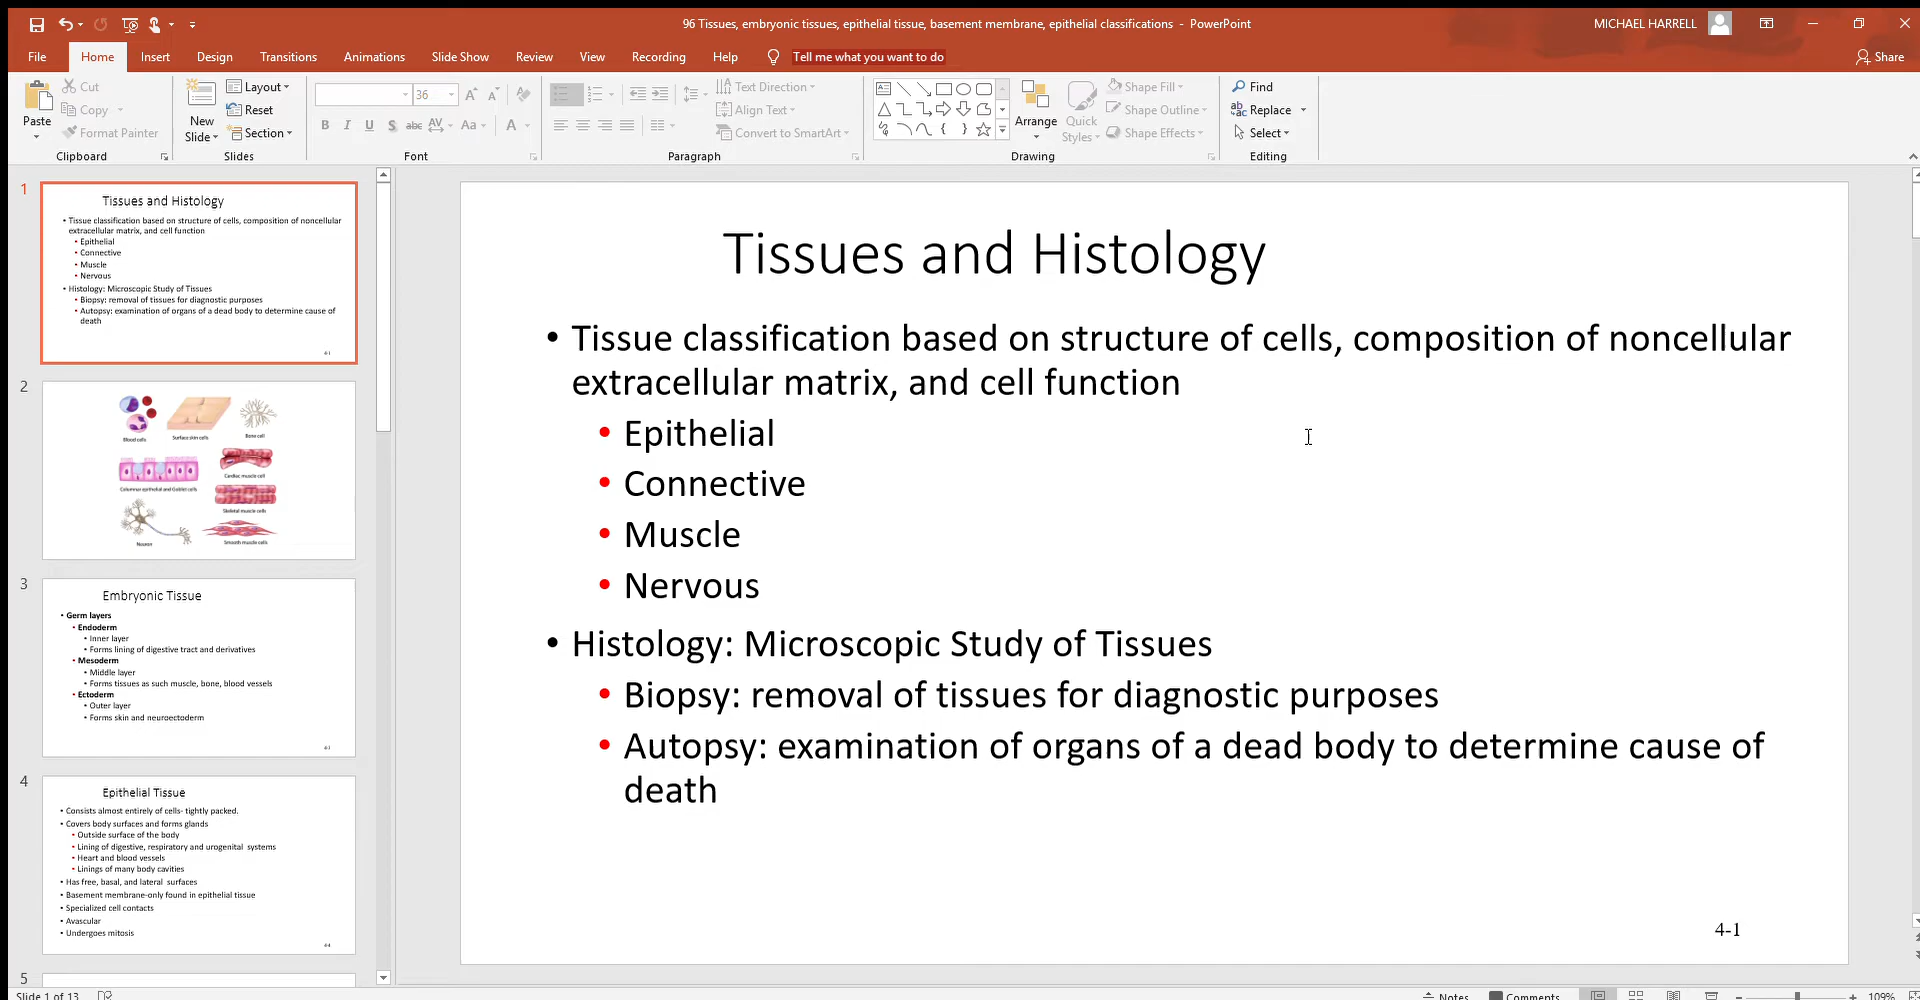 96 Tissues, embryonic tissues, epithelial tissue, basement membrane, epithelial classifications - PowerPoint
MICHAEL HARRELL
File Home Insert Design Transitions Animations Slide Show Review View Recording Help Tell me what you want to do
Share
Paste
Cut
Copy
Format Painter
Clipboard
New
Slide
Layout
Reset
Section
Slides
36
B I U S abc AV Aa A
Font
Text Direction
Align Text
Convert to SmartArt
Paragraph
Arrange
Quick
Styles
Shape Fill
Shape Outline
Shape Effects
Drawing
Find
Replace
Select
Editing
1
Tissues and Histology
• Tissue classification based on structure of cells, composition of noncellular
extracellular matrix, and cell function
• Epithelial
• Connective
• Muscle
• Nervous
• Histology: Microscopic Study of Tissues
• Biopsy: removal of tissues for diagnostic purposes
• Autopsy: examination of organs of a dead body to determine cause of
death
2
Blood cells
Surface skin cells
Bone cell
Columnar epithelial and Goblet cells
Cardiac muscle cell
Skeletal muscle cells
Neuron
Smooth muscle cells
3
Embryonic Tissue
• Germ layers
• Endoderm
• Inner layer
• Forms lining of digestive tract and derivatives
• Mesoderm
• Middle layer
• Forms tissues as such muscle, bone, blood vessels
• Ectoderm
• Outer layer
• Forms skin and neuroectoderm
4
Epithelial Tissue
• Consists almost entirely of cells- tightly packed.
• Covers body surfaces and forms glands
• Outside surface of the body
• Lining of digestive, respiratory and urogenital systems
• Heart and blood vessels
• Linings of many body cavities
• Has free, basal, and lateral surfaces
• Basement membrane-only found in epithelial tissue
• Specialized cell contacts
• Avascular
• Undergoes mitosis
5
Tissues and Histology
• Tissue classification based on structure of cells, composition of noncellular
extracellular matrix, and cell function
• Epithelial
• Connective
• Muscle
• Nervous
• Histology: Microscopic Study of Tissues
• Biopsy: removal of tissues for diagnostic purposes
• Autopsy: examination of organs of a dead body to determine cause of
death
4-1
Slide 1 of 13
Notes
Comments
109%